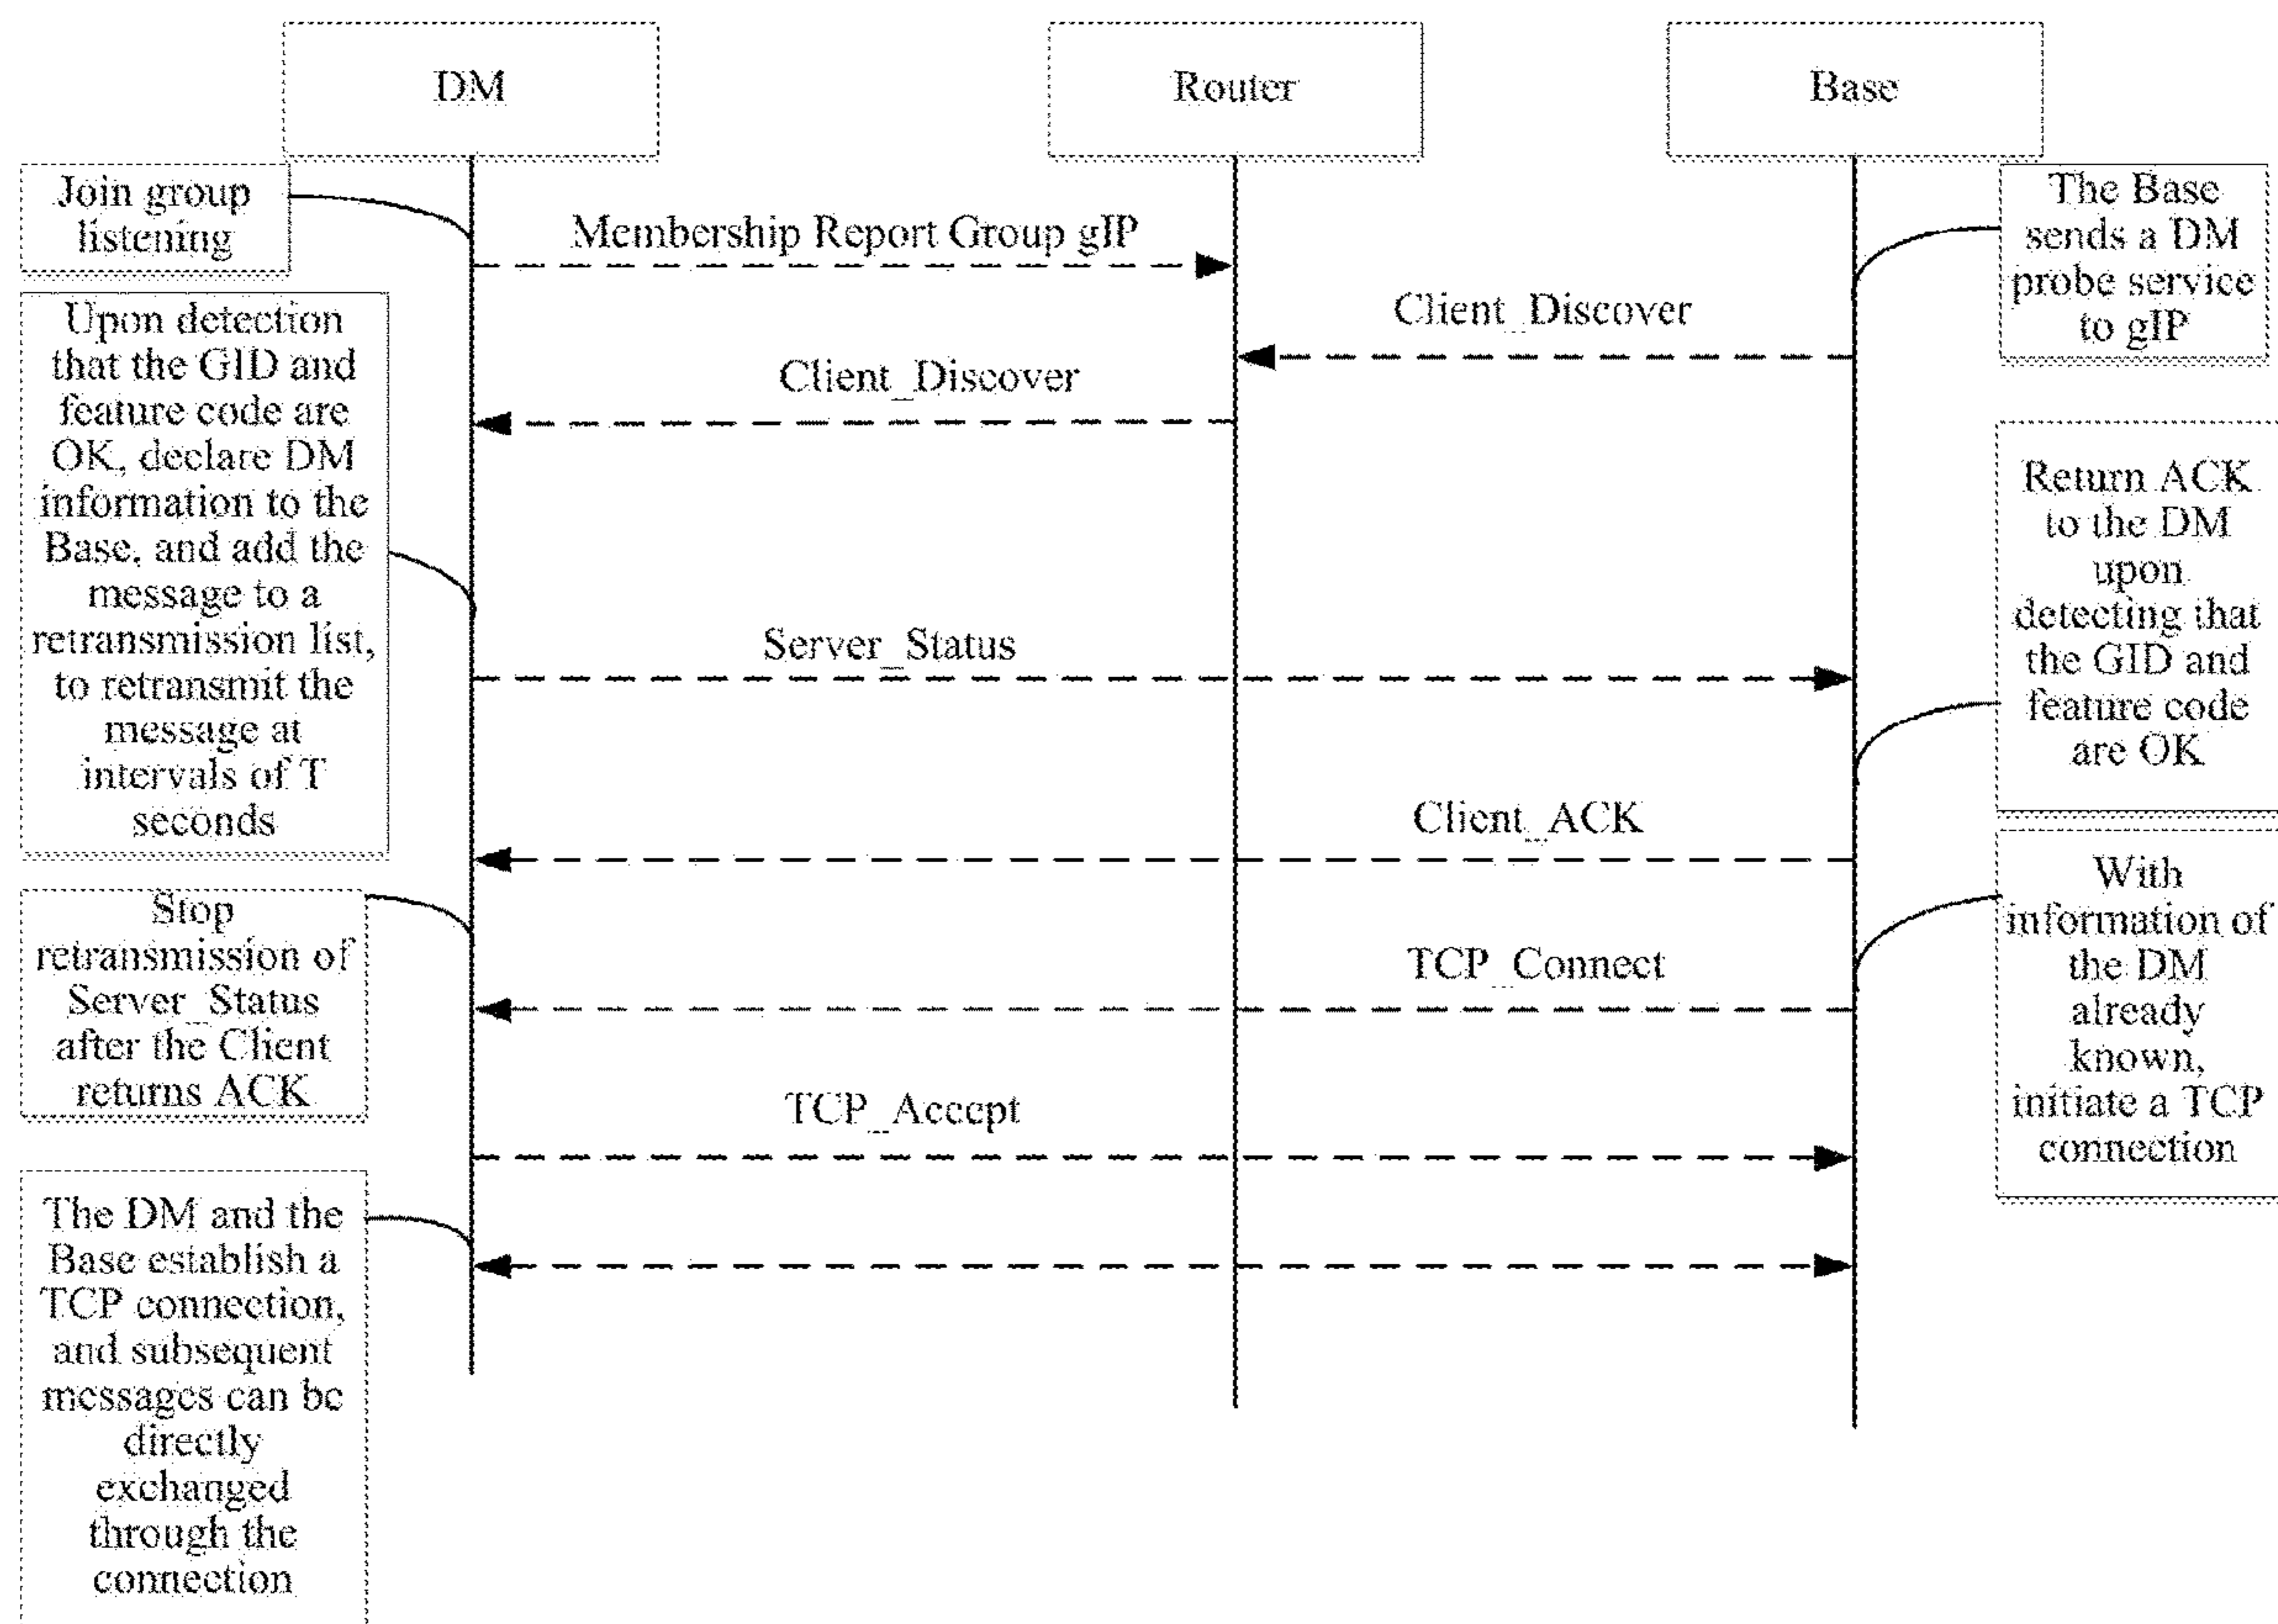 DM
Router
Base
Join group
listening
Membership Report Group gIP
The Base
sends a DM
probe service
to gIP
Client_Discover
Client_Discover
Upon detection
that the GID and
feature code are
OK, declare DM
information to the
Base, and add the
message to a
retransmission list,
to retransmit the
message at
intervals of T
seconds
Server_Status
Return ACK
to the DM
upon
detecting that
the GID and
feature code
are OK
Client_ACK
Stop
retransmission of
Server_Status
after the Client
returns ACK
TCP_Connect
With
information of
the DM
already
known,
initiate a TCP
connection
TCP_Accept
The DM and the
Base establish a
TCP connection,
and subsequent
messages can be
directly
exchanged
through the
connection